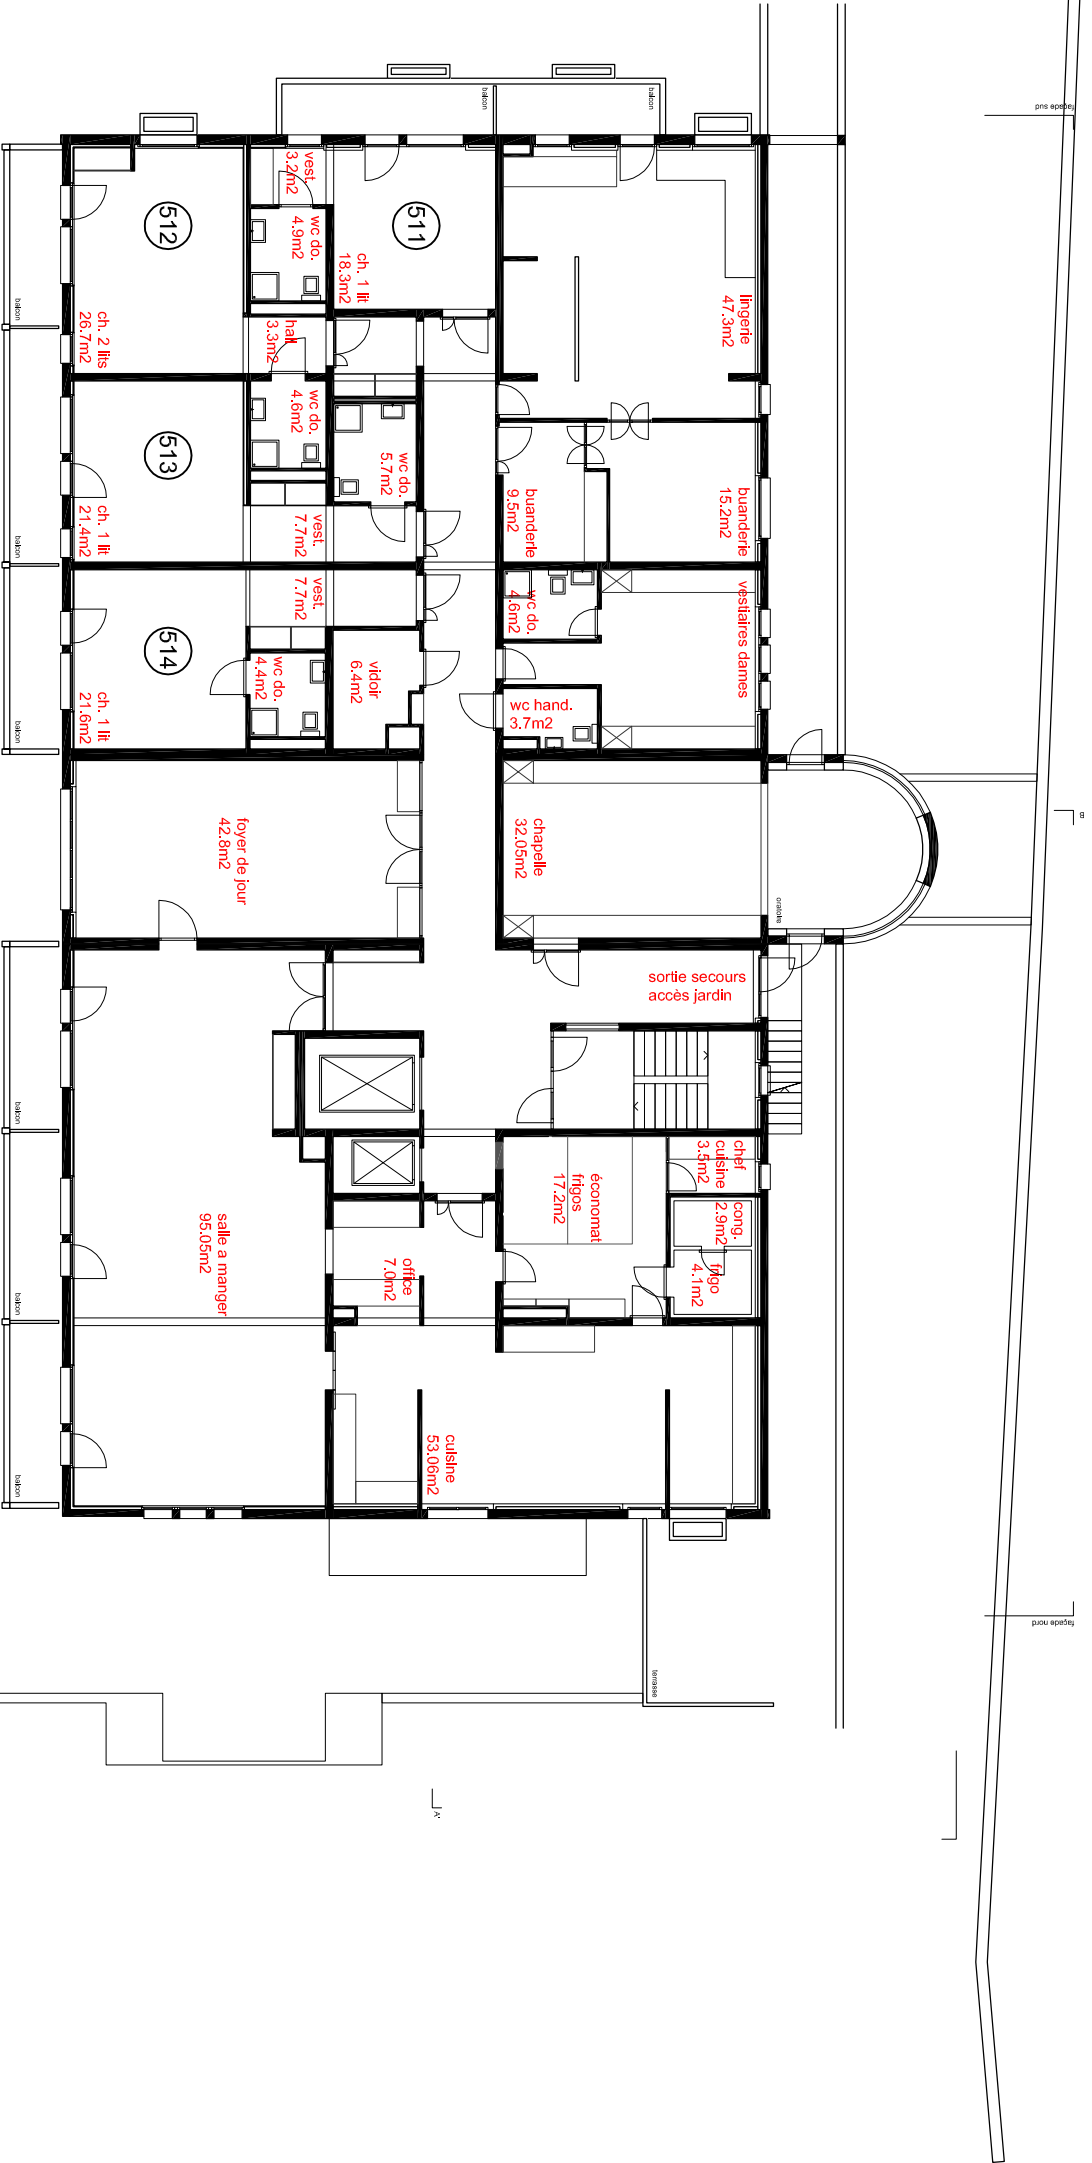 façade sud
balcon
balcon
vest.
3.2m2
wc do.
4.9m2
512
511
ch. 1 lit
18.3m2
lingerie
47.3m2
ch. 2 lits
26.7m2
balcon
hall
3.3m2
wc do.
4.6m2
513
wc do.
5.7m2
ch. 1 lit
21.4m2
vest.
7.7m2
buanderie
9.5m2
buanderie
15.2m2
balcon
vest.
7.7m2
wc do.
4.6m2
vestiaires dames
514
wc do.
4.4m2
vidoir
6.4m2
wc hand.
3.7m2
ch. 1 lit
21.6m2
balcon
foyer de jour
42.8m2
chapelle
32.05m2
B
oratoire
sortie secours
accès jardin
balcon
chef
cuisine
3.5m2
économat
frigos
17.2m2
cong.
2.9m2
frigo
4.1m2
salle a manger
95.05m2
office
7.0m2
balcon
cuisine
53.06m2
balcon
façade nord
terrasse
A'